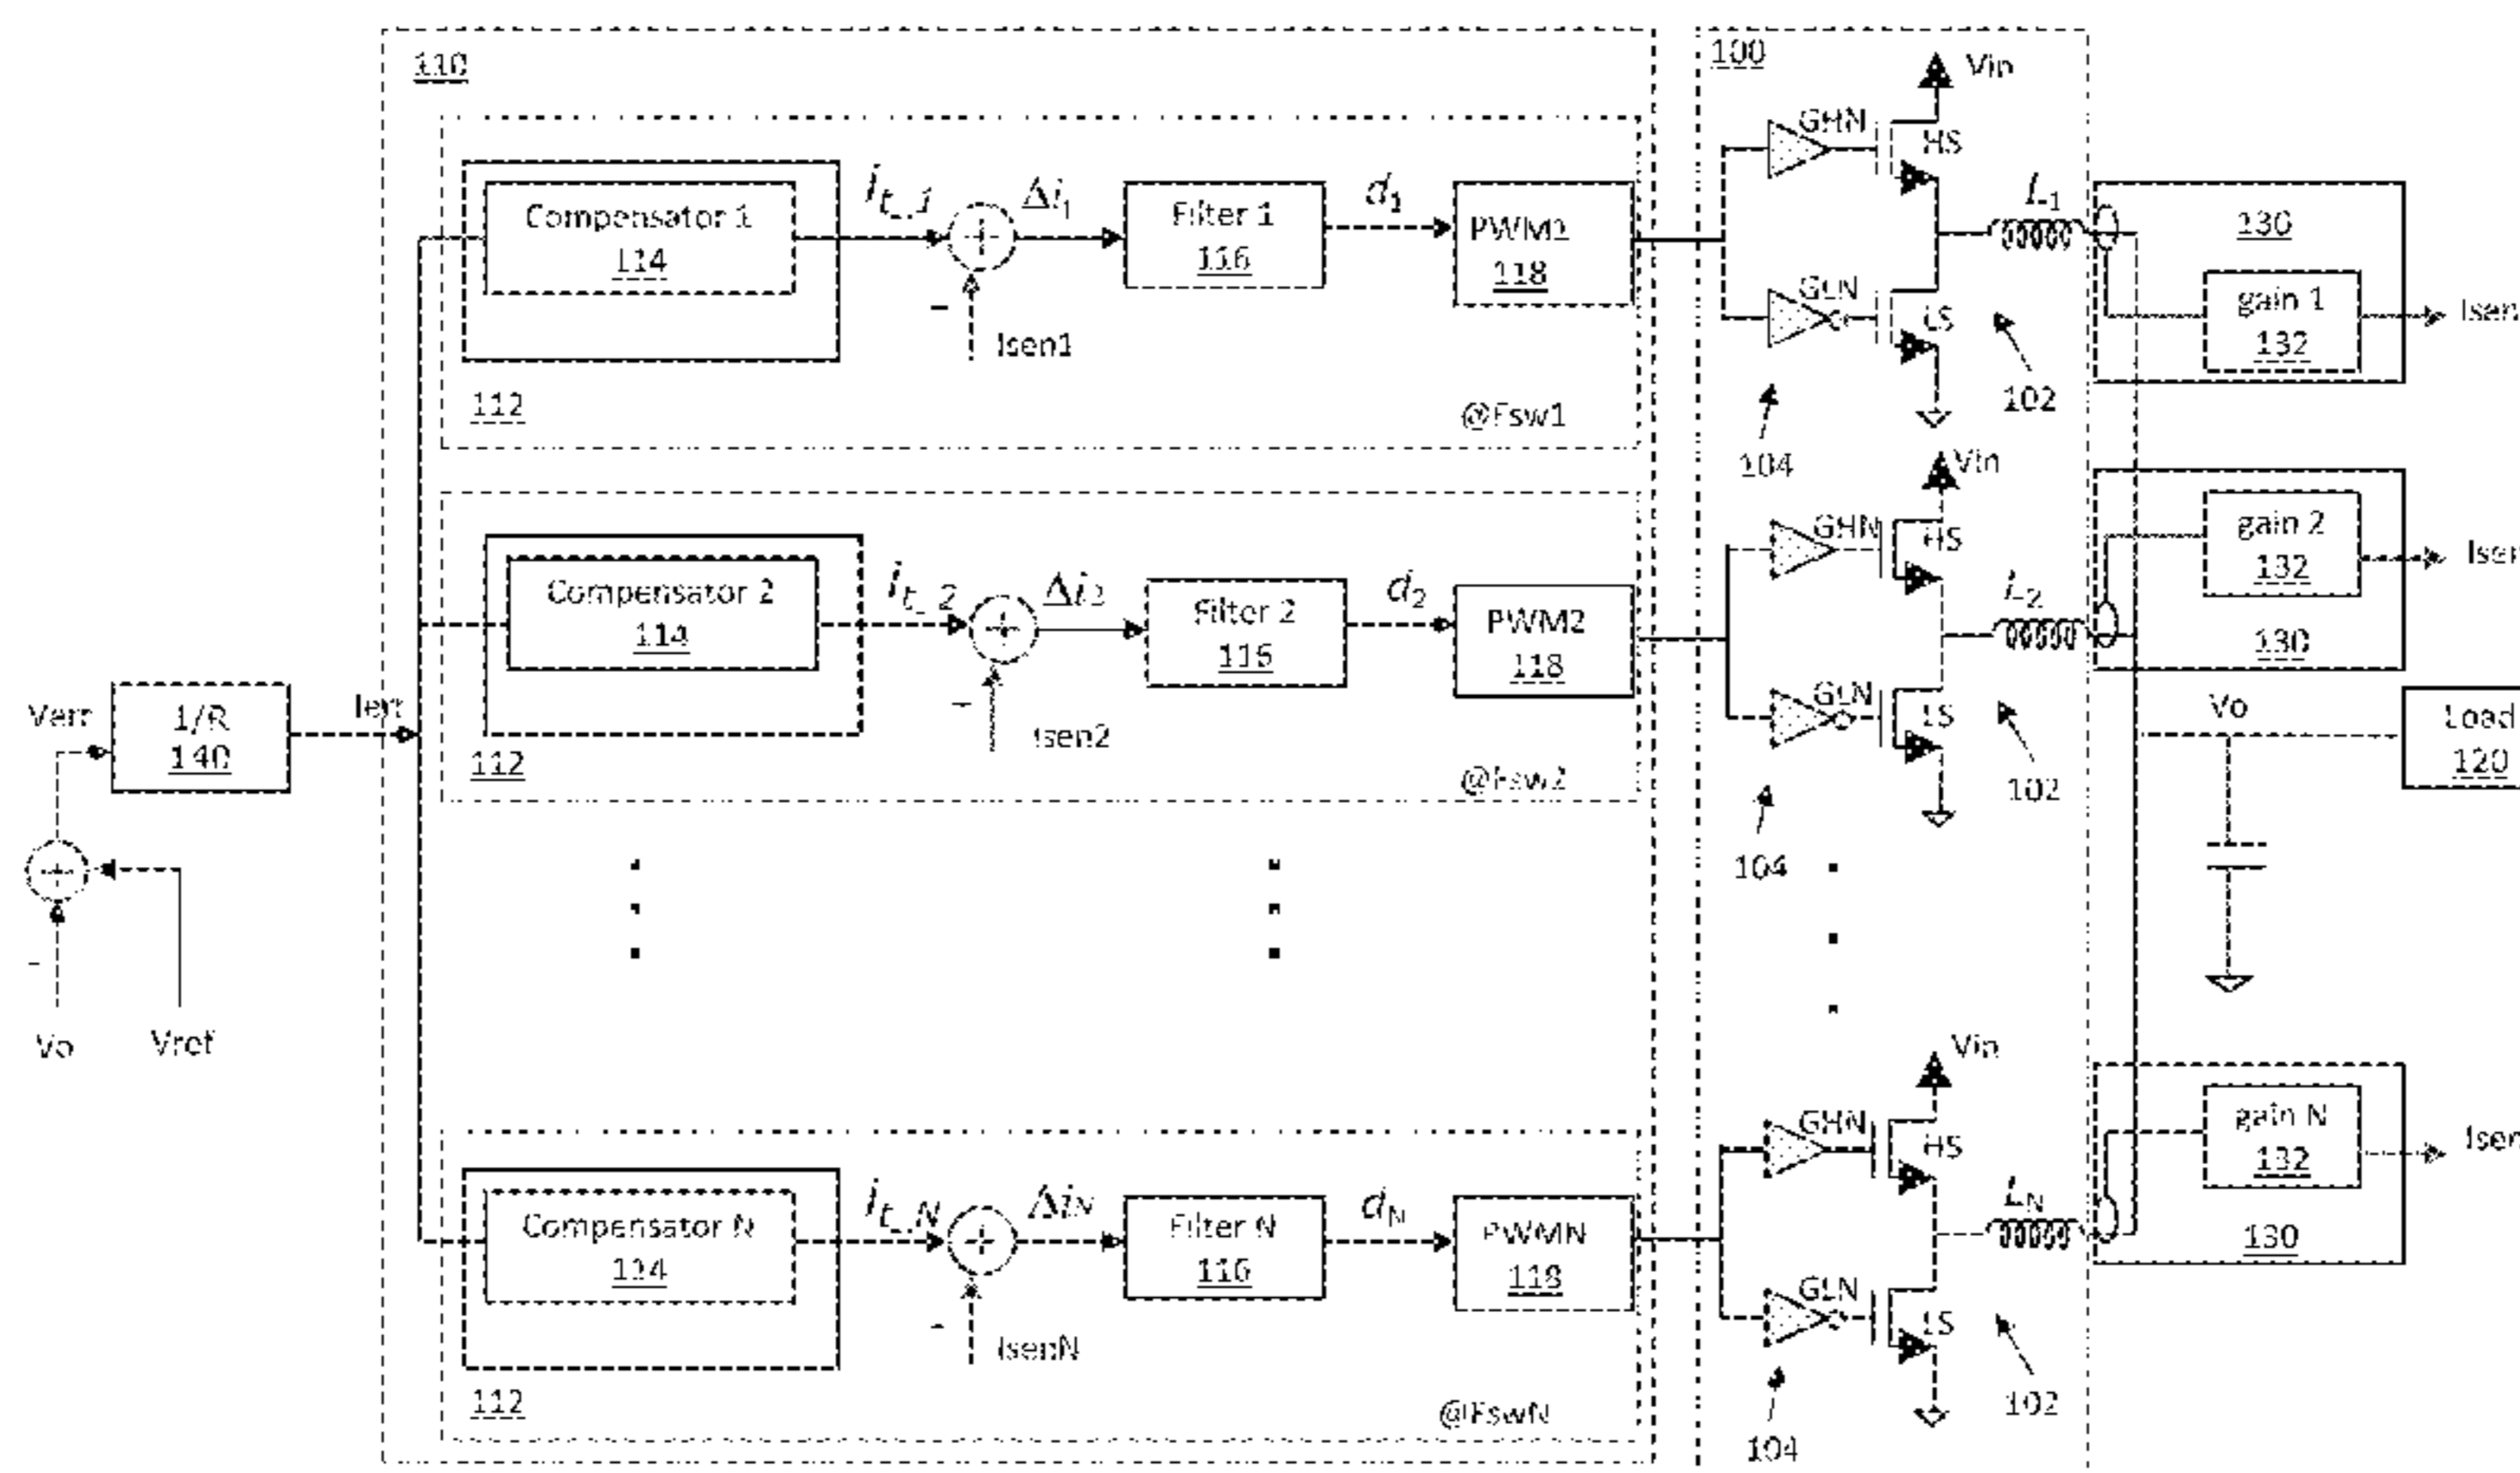 110
100
Vin
GHN
HS
Compensator 1
114
it_1
Δi1
Filter 1
116
d1
PWM1
118
L1
130
gain 1
132
Isen
GLN
LS
-
Isen1
112
@Fsw1
104
102
Vin
GHN
HS
Compensator 2
114
it_2
Δi2
Filter 2
116
d2
PWM2
118
L2
gain 2
132
Isen
130
GLN
LS
-
Isen2
112
@Fsw2
104
102
Verr
1/R
140
Ierr
Vo
Load
120
-
Vo
Vref
Vin
GHN
HS
Compensator N
114
it_N
ΔiN
Filter N
116
dN
PWMN
118
LN
gain N
132
Isen
130
GLN
LS
-
IsenN
112
@FswN
104
102